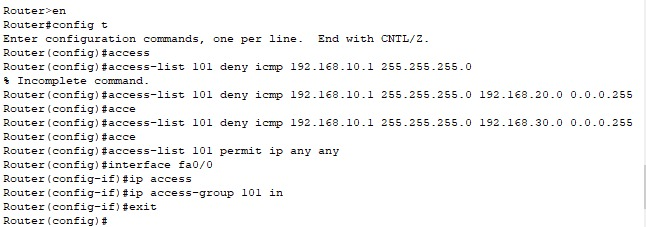 Router>en
Router#config t
Enter configuration commands, one per line.  End with CNTL/Z.
Router(config)#access
Router(config)#access-list 101 deny icmp 192.168.10.1 255.255.255.0
% Incomplete command.
Router(config)#access-list 101 deny icmp 192.168.10.1 255.255.255.0 192.168.20.0 0.0.0.255
Router(config)#acce
Router(config)#access-list 101 deny icmp 192.168.10.1 255.255.255.0 192.168.30.0 0.0.0.255
Router(config)#acce
Router(config)#access-list 101 permit ip any any
Router(config)#interface fa0/0
Router(config-if)#ip access
Router(config-if)#ip access-group 101 in
Router(config-if)#exit
Router(config)#